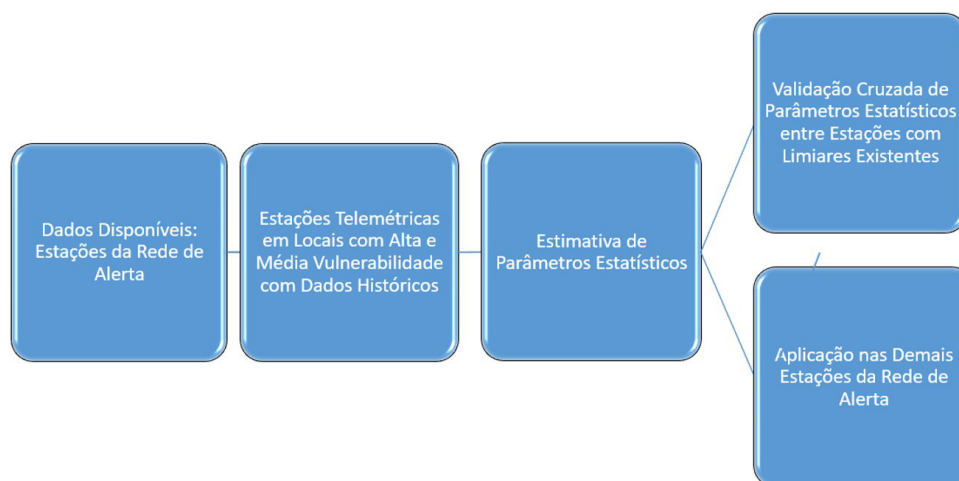 Dados Disponíveis:
Estações da Rede de
Alerta
Estações Telemétricas
em Locais com Alta e
Média Vulnerabilidade
com Dados Históricos
Estimativa de
Parâmetros Estatísticos
Validação Cruzada de
Parâmetros Estatísticos
entre Estações com
Limiares Existentes
Aplicação nas Demais
Estações da Rede de
Alerta